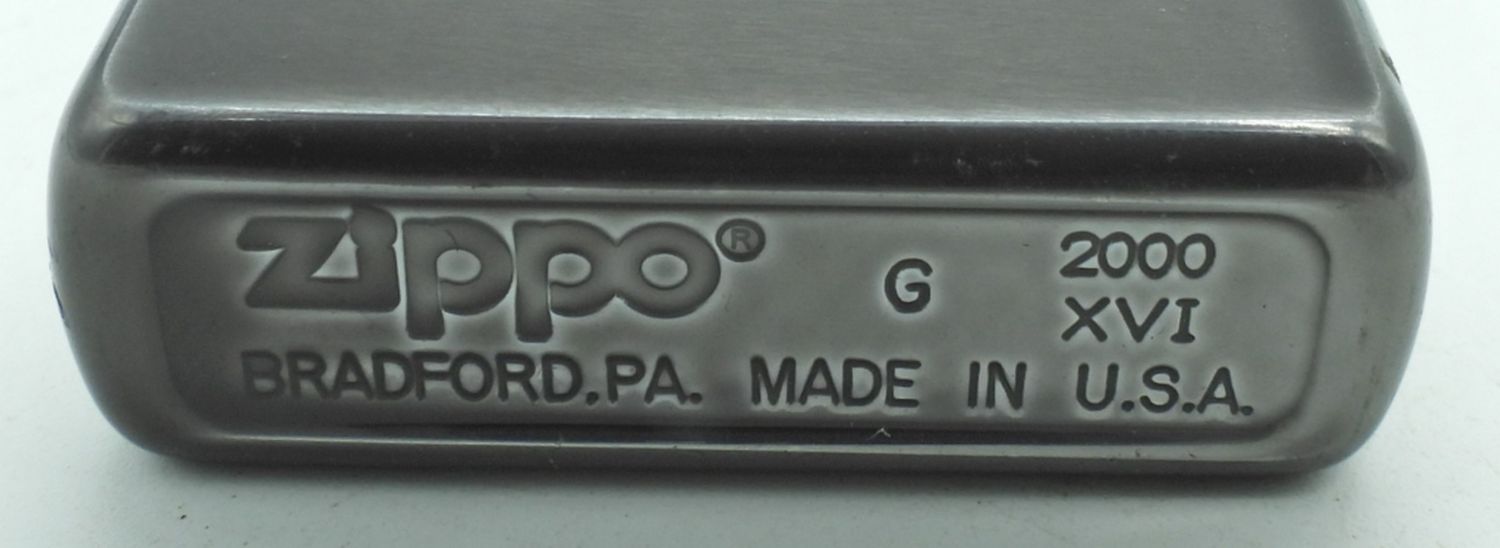 Zippo® G 2000
XVI
BRADFORD, PA. MADE IN U.S.A.